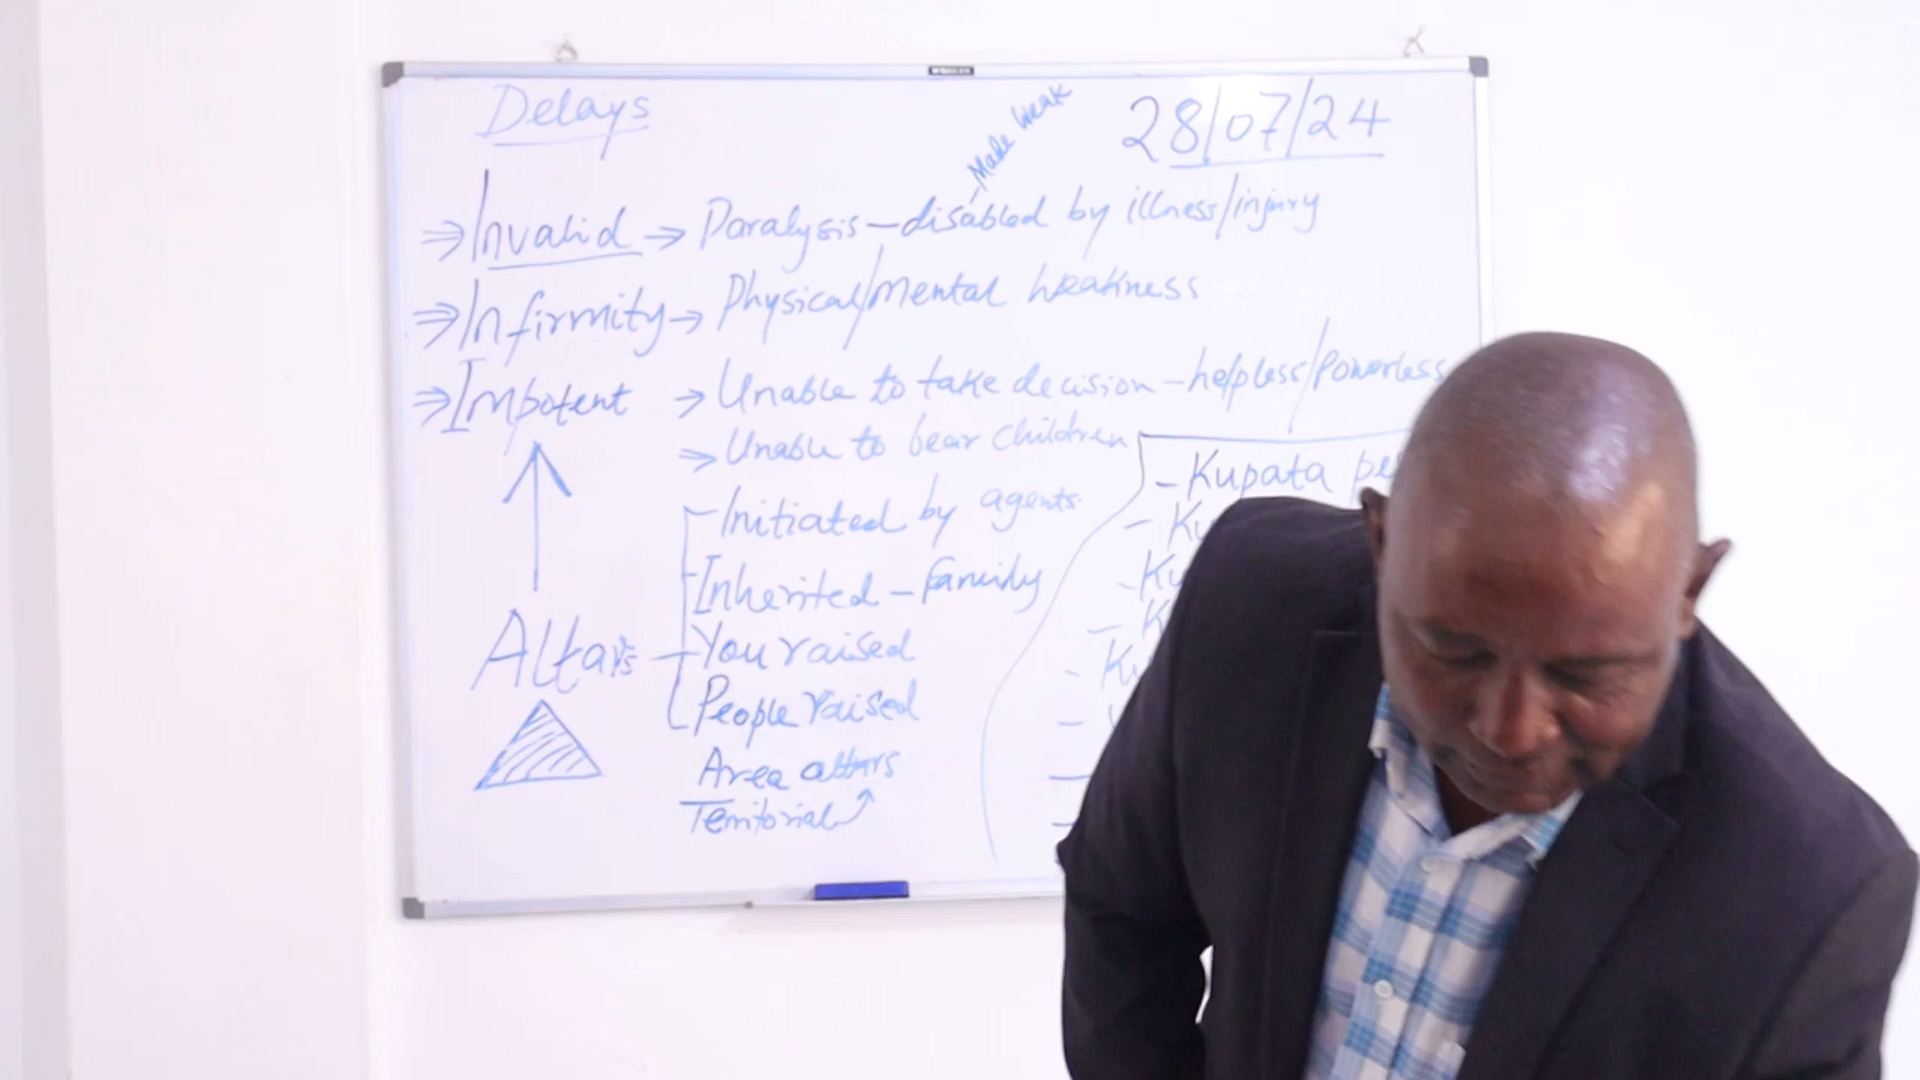 Delays
28/07/24
Make weak
⇒Invalid → Paralysis – disabled by illness/injury
⇒Infirmity → Physical/Mental weakness
⇒Impotent → Unable to take decision – helpless/Powerless
⇒ Unable to bear children
- Initiated by agents
- Inherited – family
Altars - You raised
People raised
Area altars
Territorial
- Kupata